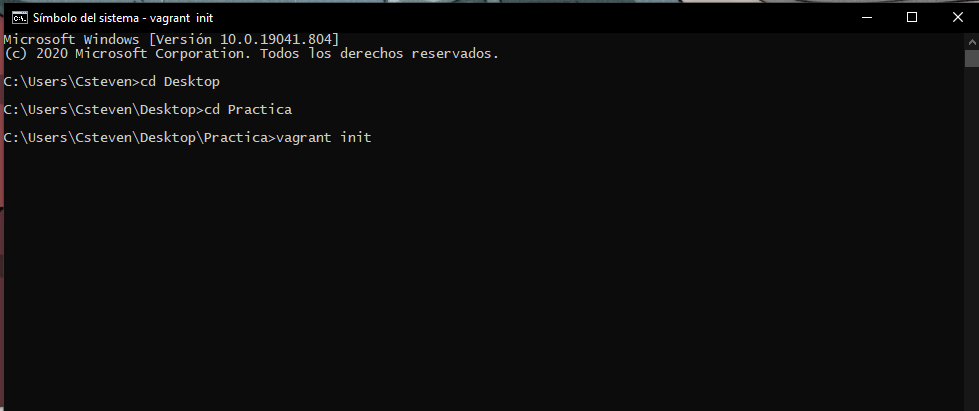 Símbolo del sistema - vagrant  init
Microsoft Windows [Versión 10.0.19041.804]
(c) 2020 Microsoft Corporation. Todos los derechos reservados.
C:\Users\Csteven>cd Desktop
C:\Users\Csteven\Desktop>cd Practica
C:\Users\Csteven\Desktop\Practica>vagrant init